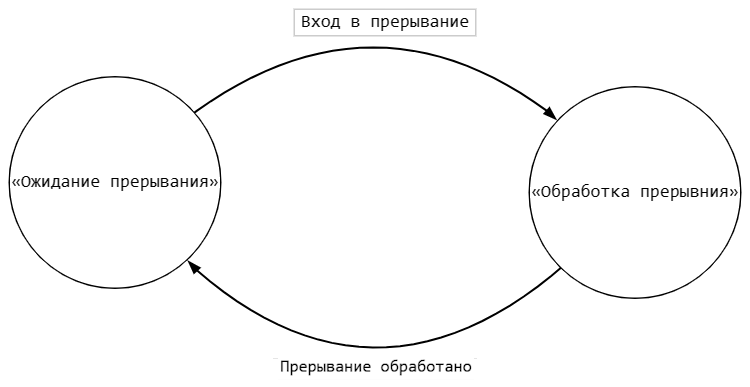 Вход в прерывание
«Ожидание прерывания»
«Обработка прерывния»
Прерывание обработано